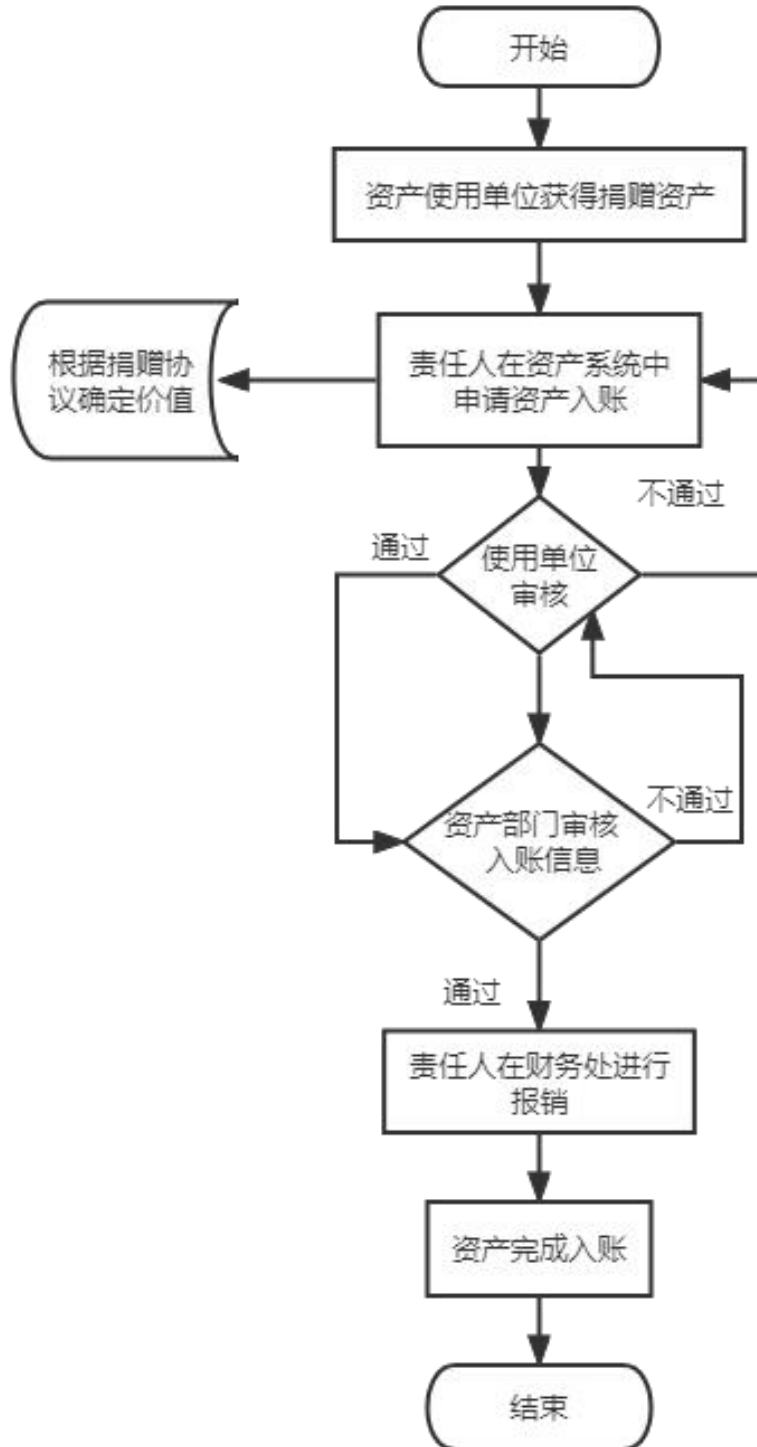 开始
资产使用单位获得捐赠资产
根据捐赠协
议确定价值
责任人在资产系统中
申请资产入账
不通过
通过
使用单位
审核
不通过
资产部门审核
入账信息
通过
责任人在财务处进行
报销
资产完成入账
结束